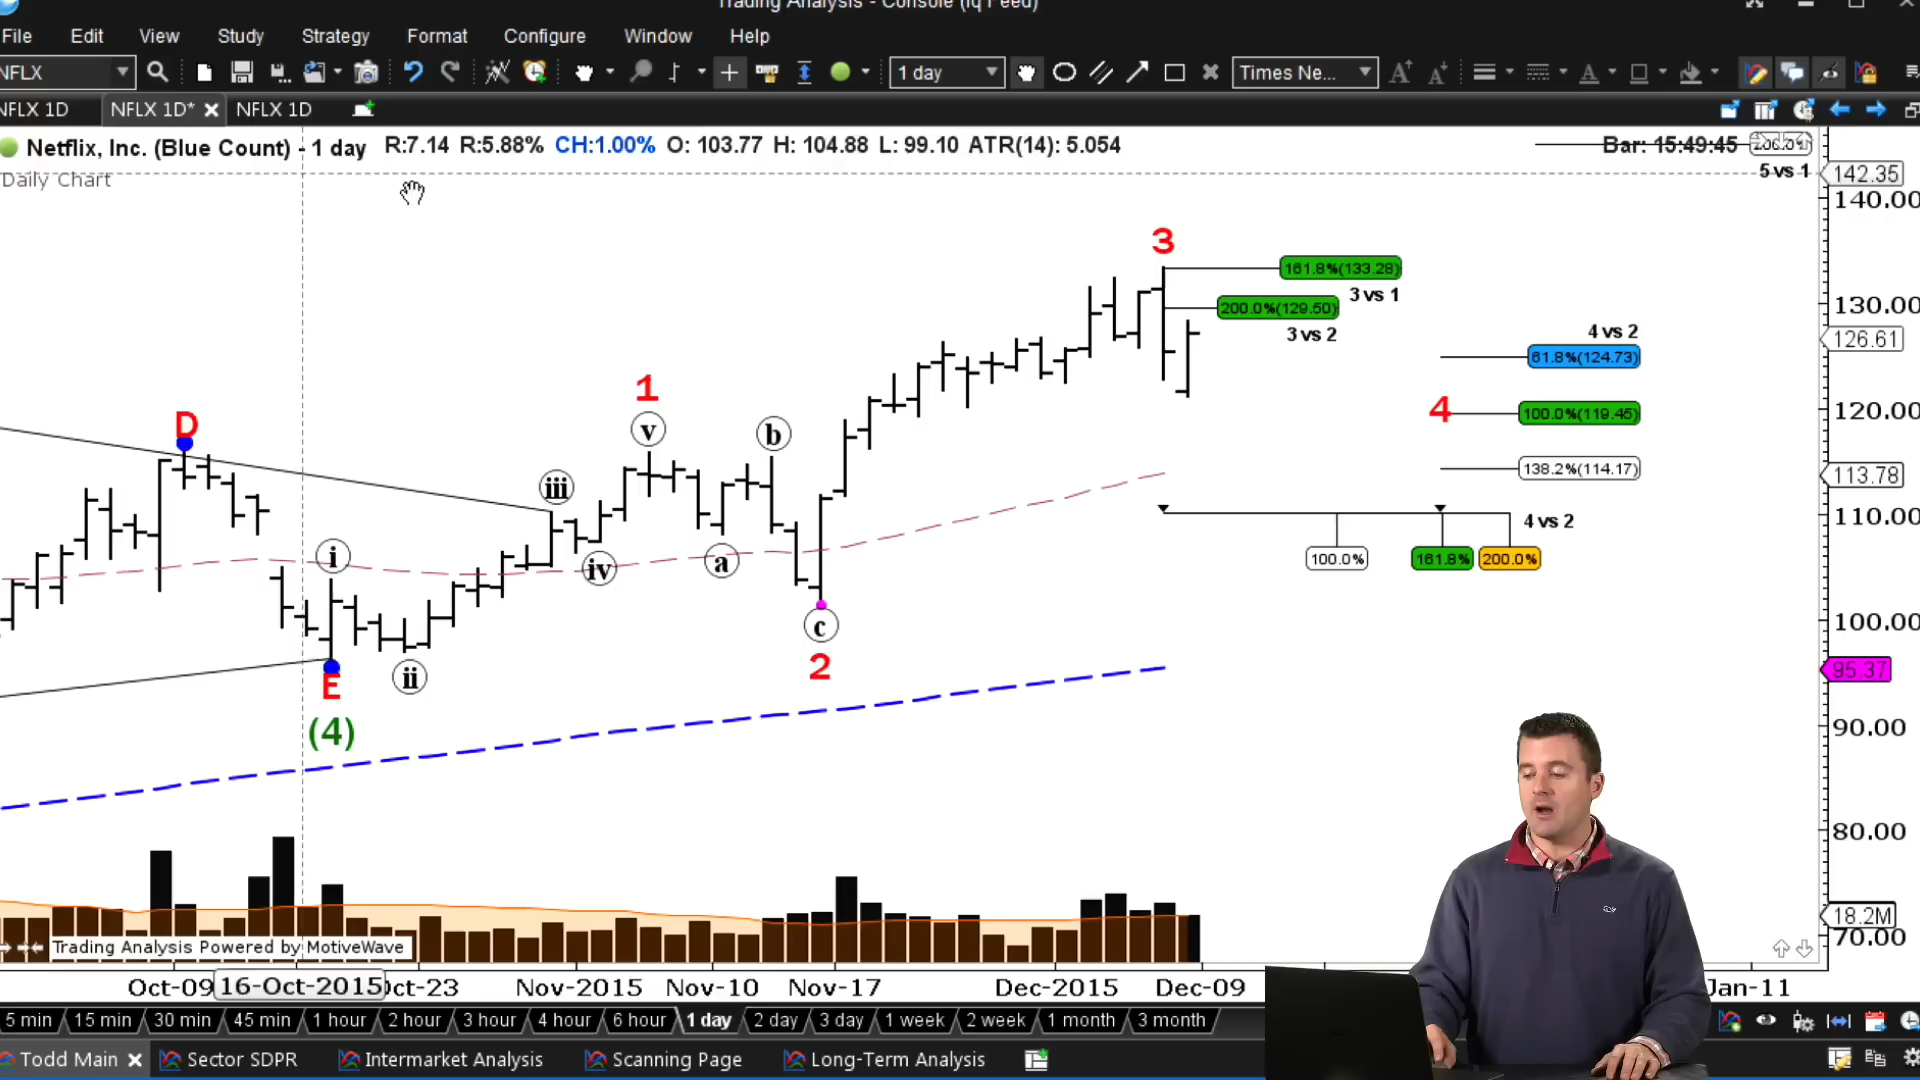 Trading Analysis - Console (iq Feed)
File Edit View Study Strategy Format Configure Window Help
NFLX 1 day Times Ne...
NFLX 1D NFLX 1D* NFLX 1D
Netflix, Inc. (Blue Count) - 1 day R:7.14 R:5.88% CH:1.00% O: 103.77 H: 104.88 L: 99.10 ATR(14): 5.054 Bar: 15:49:45
Daily Chart
5 vs 1
142.35
140.00
3
161.8%(133.28)
3 vs 1
200.0%(129.50)
3 vs 2
130.00
4 vs 2
126.61
61.8%(124.73)
1
D
v
b
4
100.0%(119.45)
120.00
138.2%(114.17)
113.78
iii
i
iv
a
4 vs 2
110.00
100.0% 161.8% 200.0%
c
2
100.00
E
ii
95.37
(4)
90.00
80.00
18.2M
70.00
Trading Analysis Powered by MotiveWave
Oct-09 16-Oct-2015 Oct-23 Nov-2015 Nov-10 Nov-17 Dec-2015 Dec-09 Jan-11
5 min 15 min 30 min 45 min 1 hour 2 hour 3 hour 4 hour 6 hour 1 day 2 day 3 day 1 week 2 week 1 month 3 month
Todd Main Sector SDPR Intermarket Analysis Scanning Page Long-Term Analysis